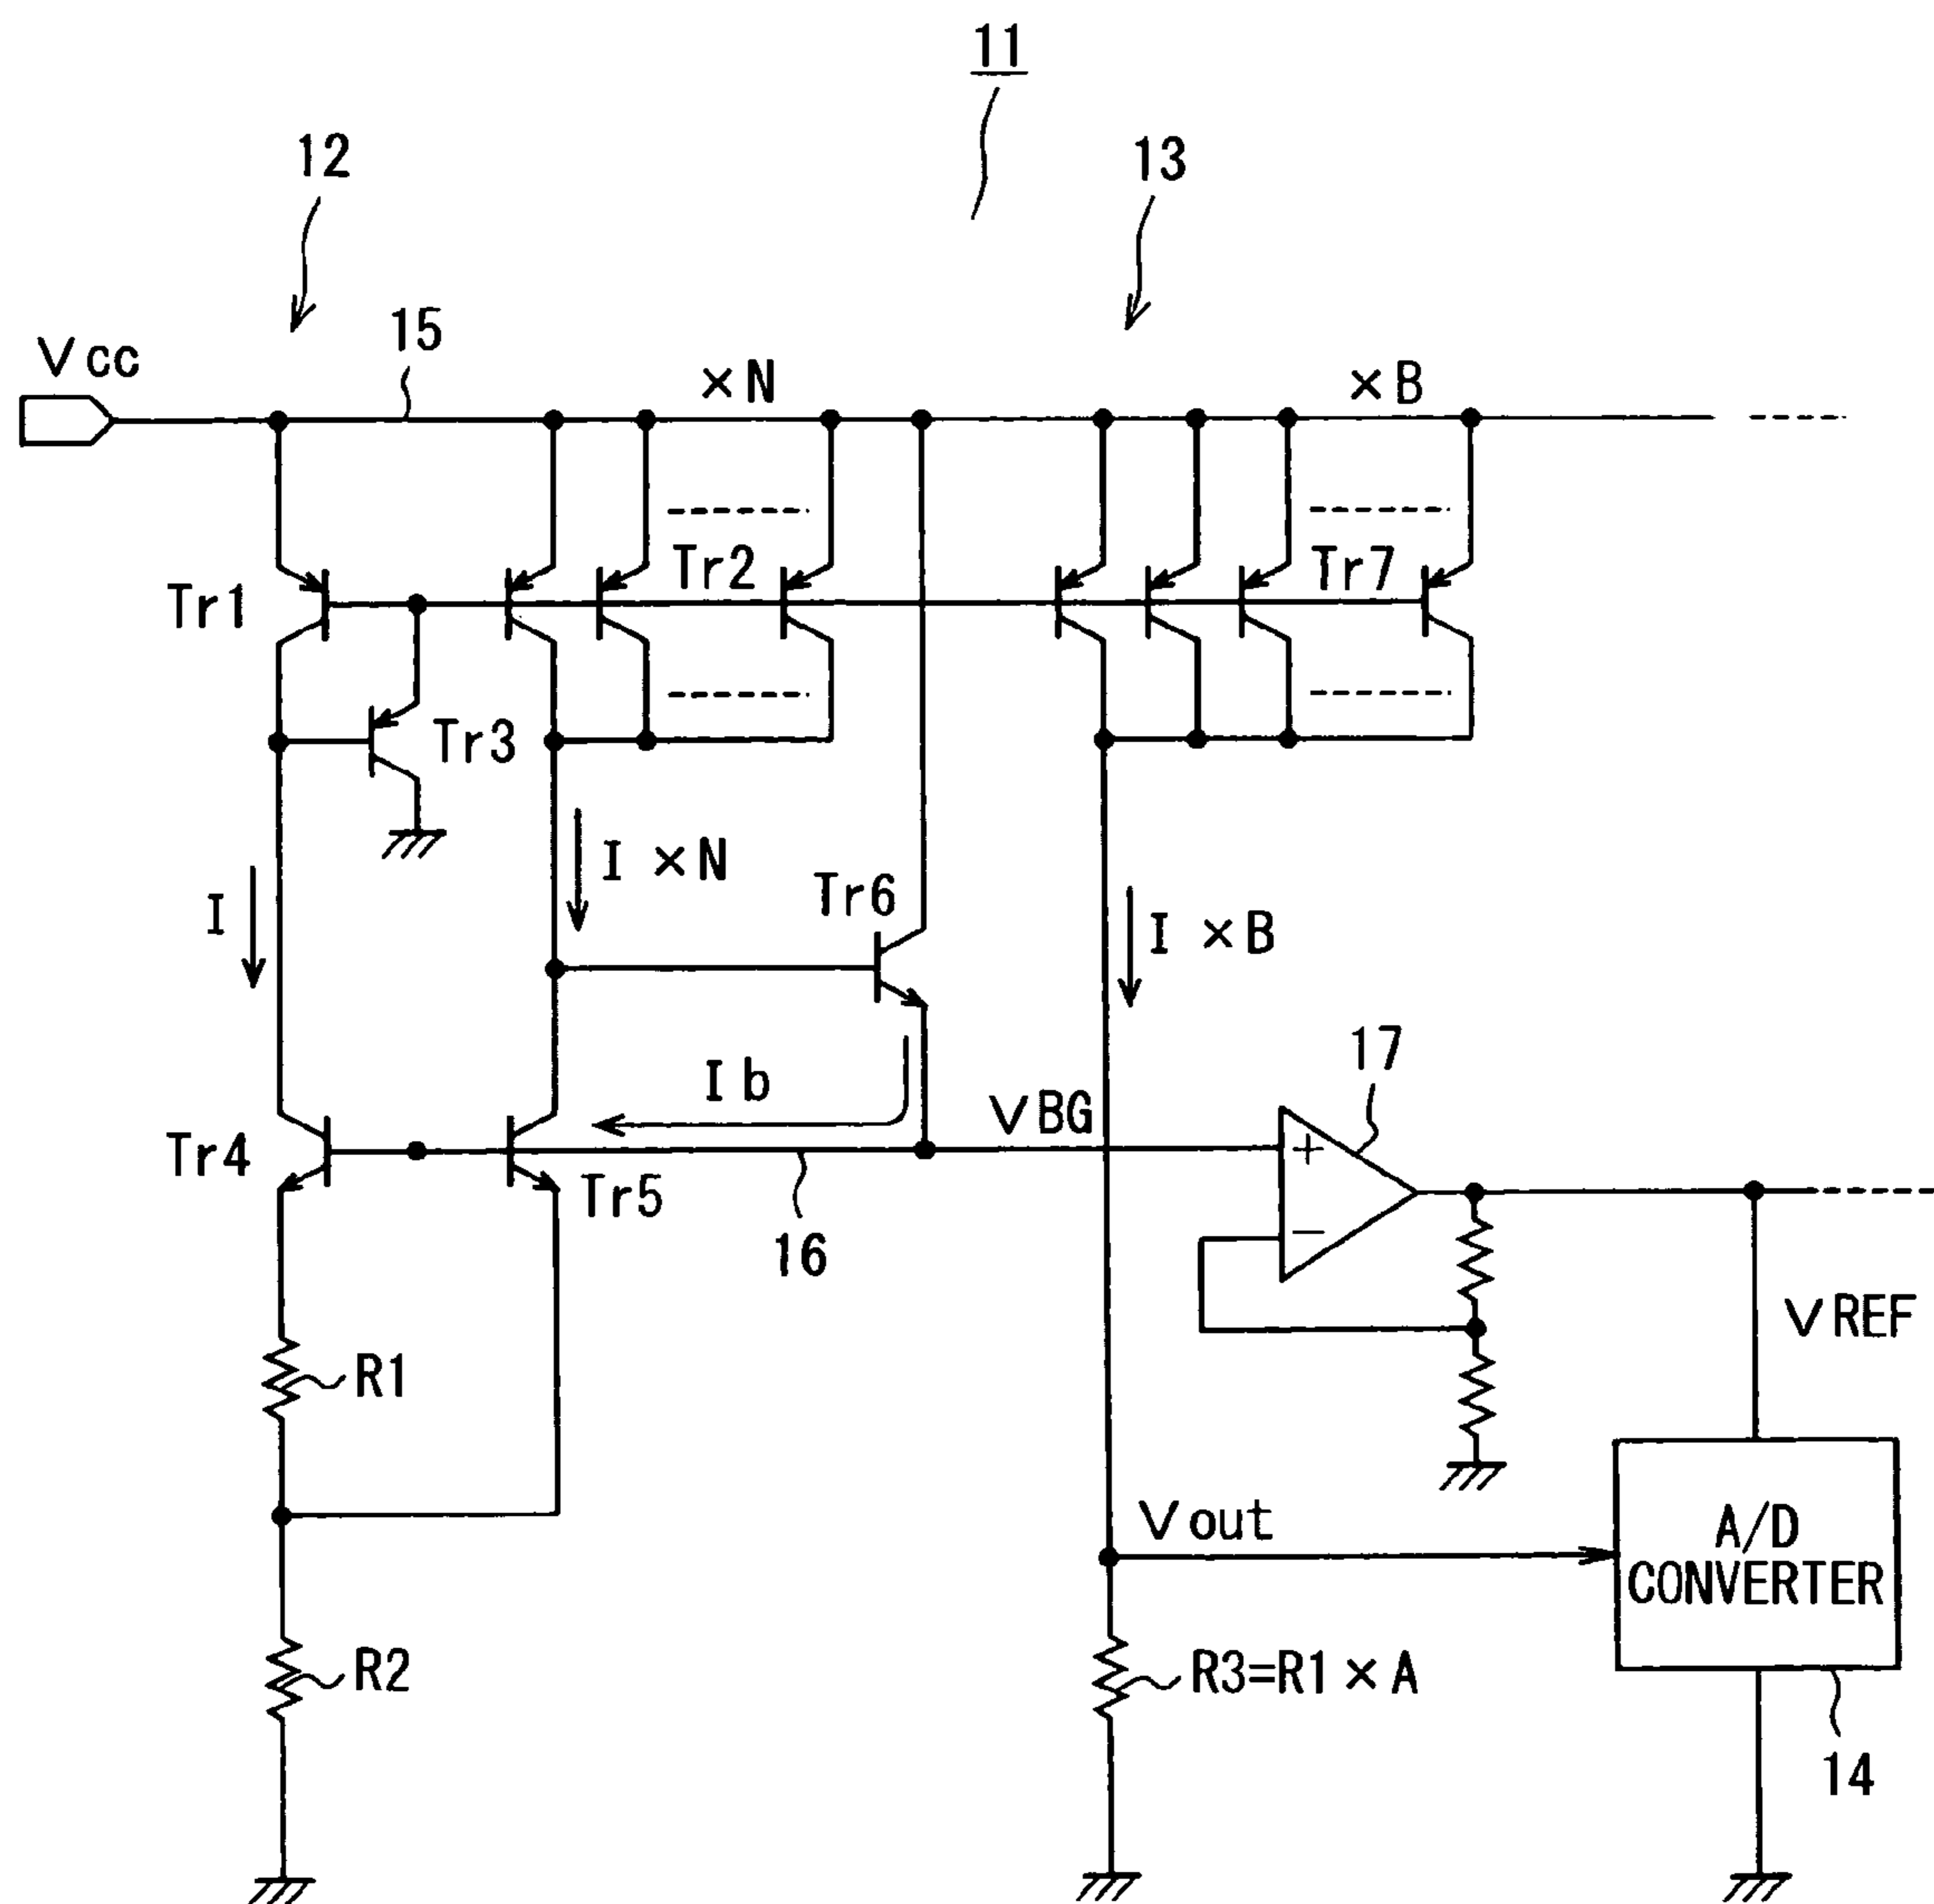 11
12
13
Vcc
15
×N
×B
Tr1
Tr2
Tr7
Tr3
I
I×N
Tr6
I×B
Ib
VBG
17
+
−
Tr4
Tr5
16
VREF
R1
Vout
A/D
CONVERTER
R2
R3=R1×A
14